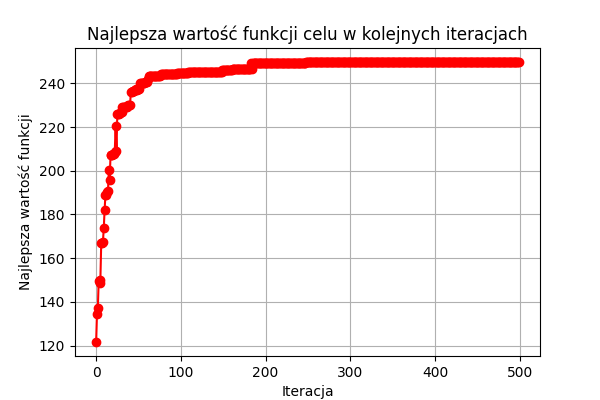 Najlepsza wartość funkcji celu w kolejnych iteracjach
Najlepsza wartość funkcji
240
220
200
180
160
140
120
0 100 200 300 400 500
Iteracja